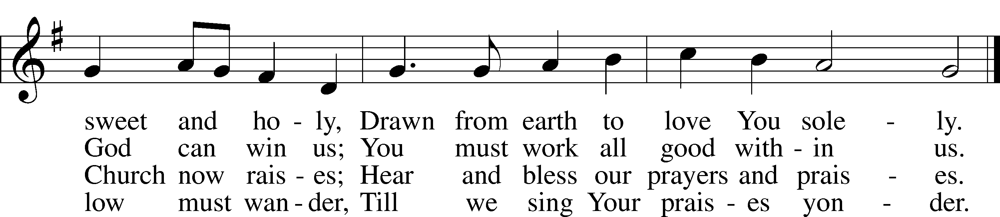 sweet and ho - ly, Drawn from earth to love You sole - ly.
God can win us; You must work all good with - in us.
Church now rais - es; Hear and bless our prayers and prais - es.
low must wan - der, Till we sing Your prais - es yon - der.